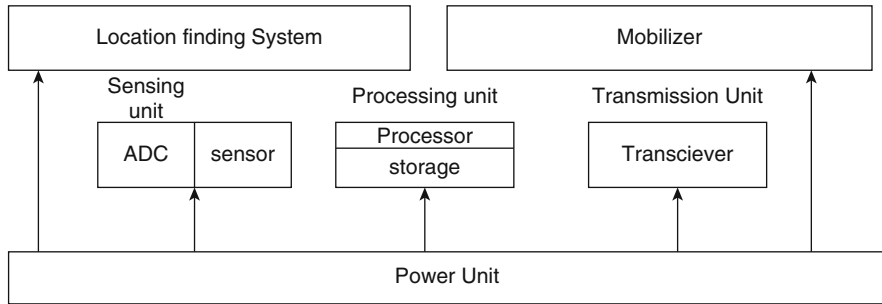 Location finding System
Mobilizer
Sensing
unit
Processing unit
Transmission Unit
ADC
sensor
Processor
storage
Transciever
Power Unit